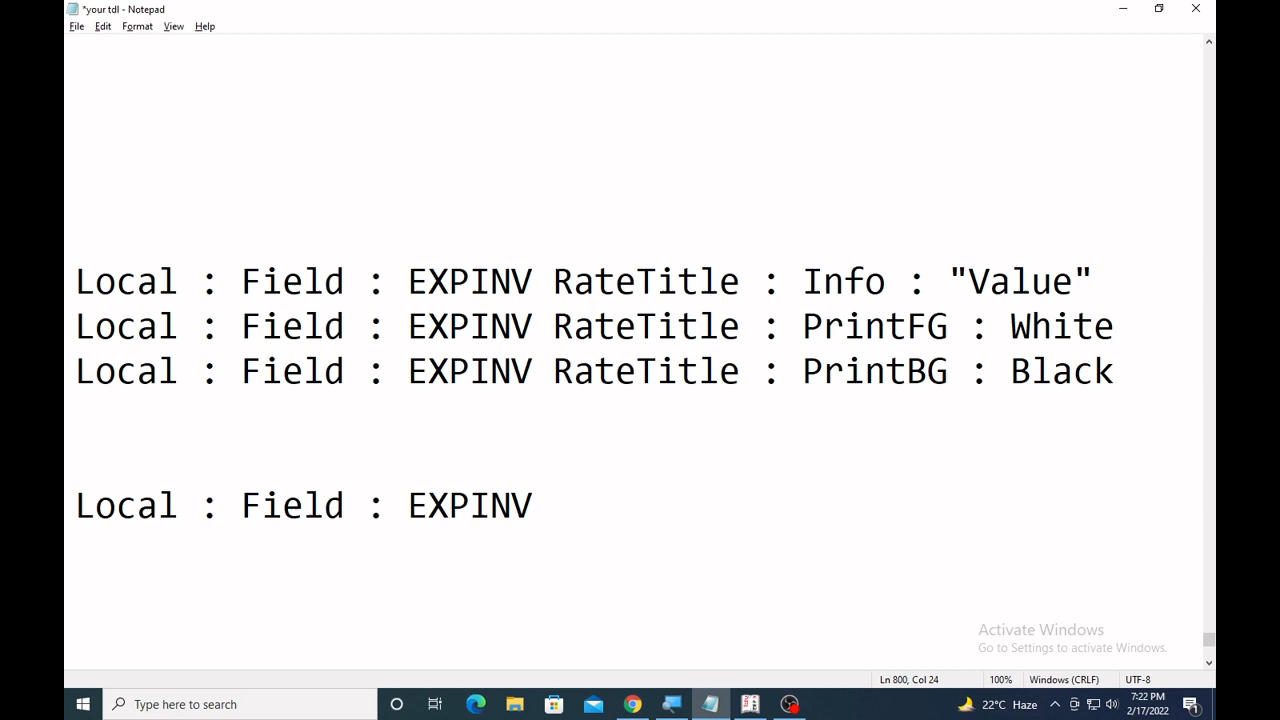 *your tdl - Notepad
File Edit Format View Help
Local : Field : EXPINV RateTitle : Info : "Value"
Local : Field : EXPINV RateTitle : PrintFG : White
Local : Field : EXPINV RateTitle : PrintBG : Black
Local : Field : EXPINV
Activate Windows
Go to Settings to activate Windows.
Ln 800, Col 24 100% Windows (CRLF) UTF-8
Type here to search
22°C Haze
7:22 PM
2/17/2022
1